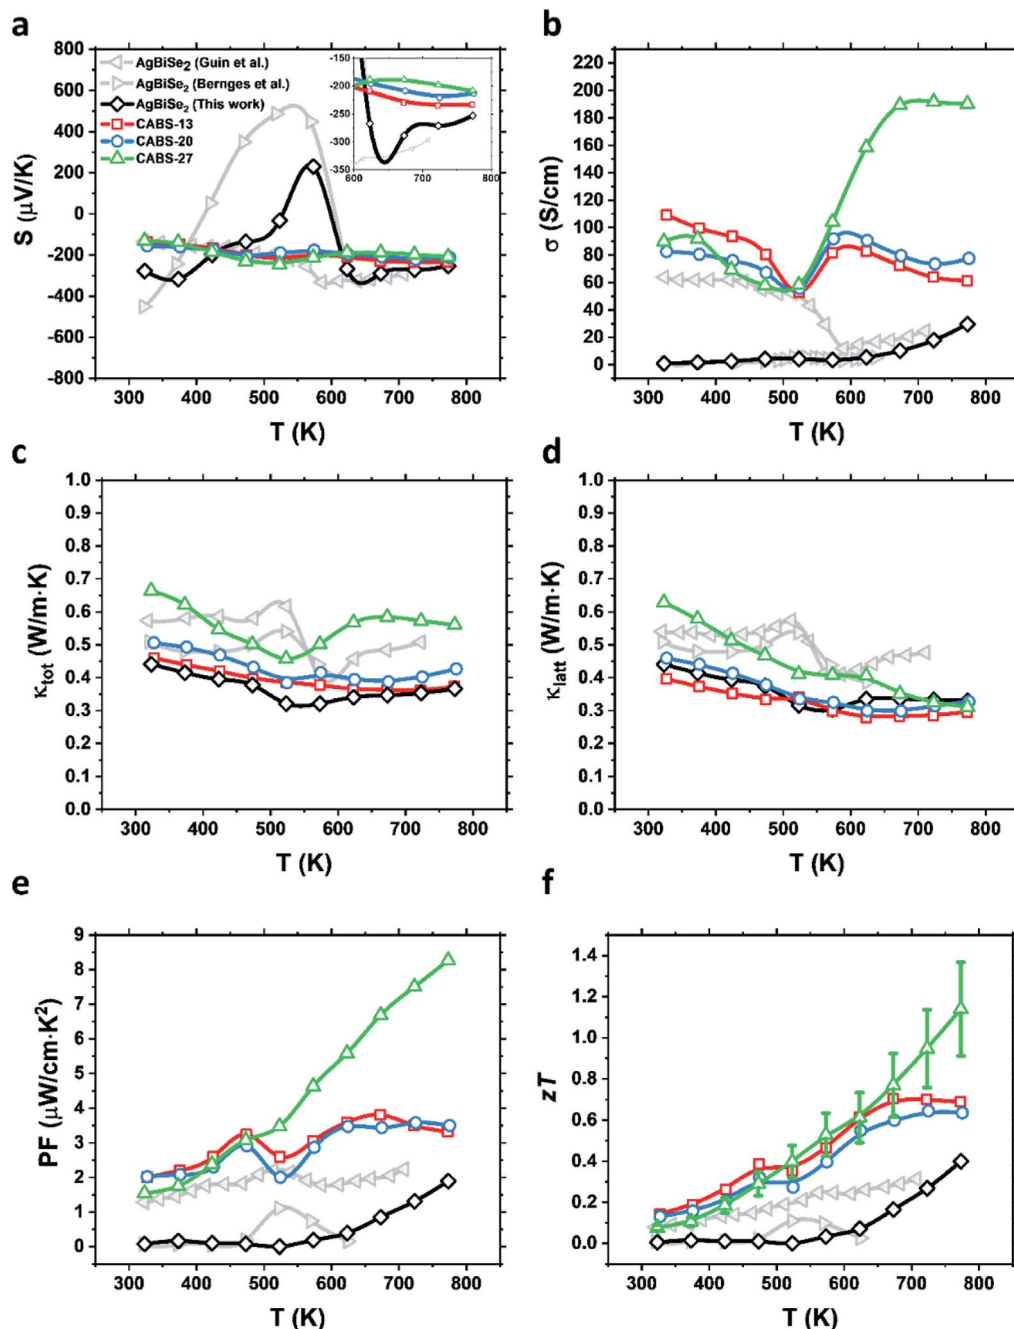 a
800
600
400
200
0
-200
-400
-600
-800
S (μV/K)
AgBiSe2 (Guin et al.)
AgBiSe2 (Bernges et al.)
AgBiSe2 (This work)
CABS-13
CABS-20
CABS-27
-150
-200
-250
-300
-350
600 700 800
300 400 500 600 700 800
T (K)
b
220
200
180
160
140
120
100
80
60
40
20
0
σ (S/cm)
300 400 500 600 700 800
T (K)
c
1.0
0.9
0.8
0.7
0.6
0.5
0.4
0.3
0.2
0.1
0.0
κtot (W/m·K)
300 400 500 600 700 800
T (K)
d
1.0
0.9
0.8
0.7
0.6
0.5
0.4
0.3
0.2
0.1
0.0
κlatt (W/m·K)
300 400 500 600 700 800
T (K)
e
9
8
7
6
5
4
3
2
1
0
PF (μW/cm·K²)
300 400 500 600 700 800
T (K)
f
1.4
1.2
1.0
0.8
0.6
0.4
0.2
0.0
zT
300 400 500 600 700 800
T (K)